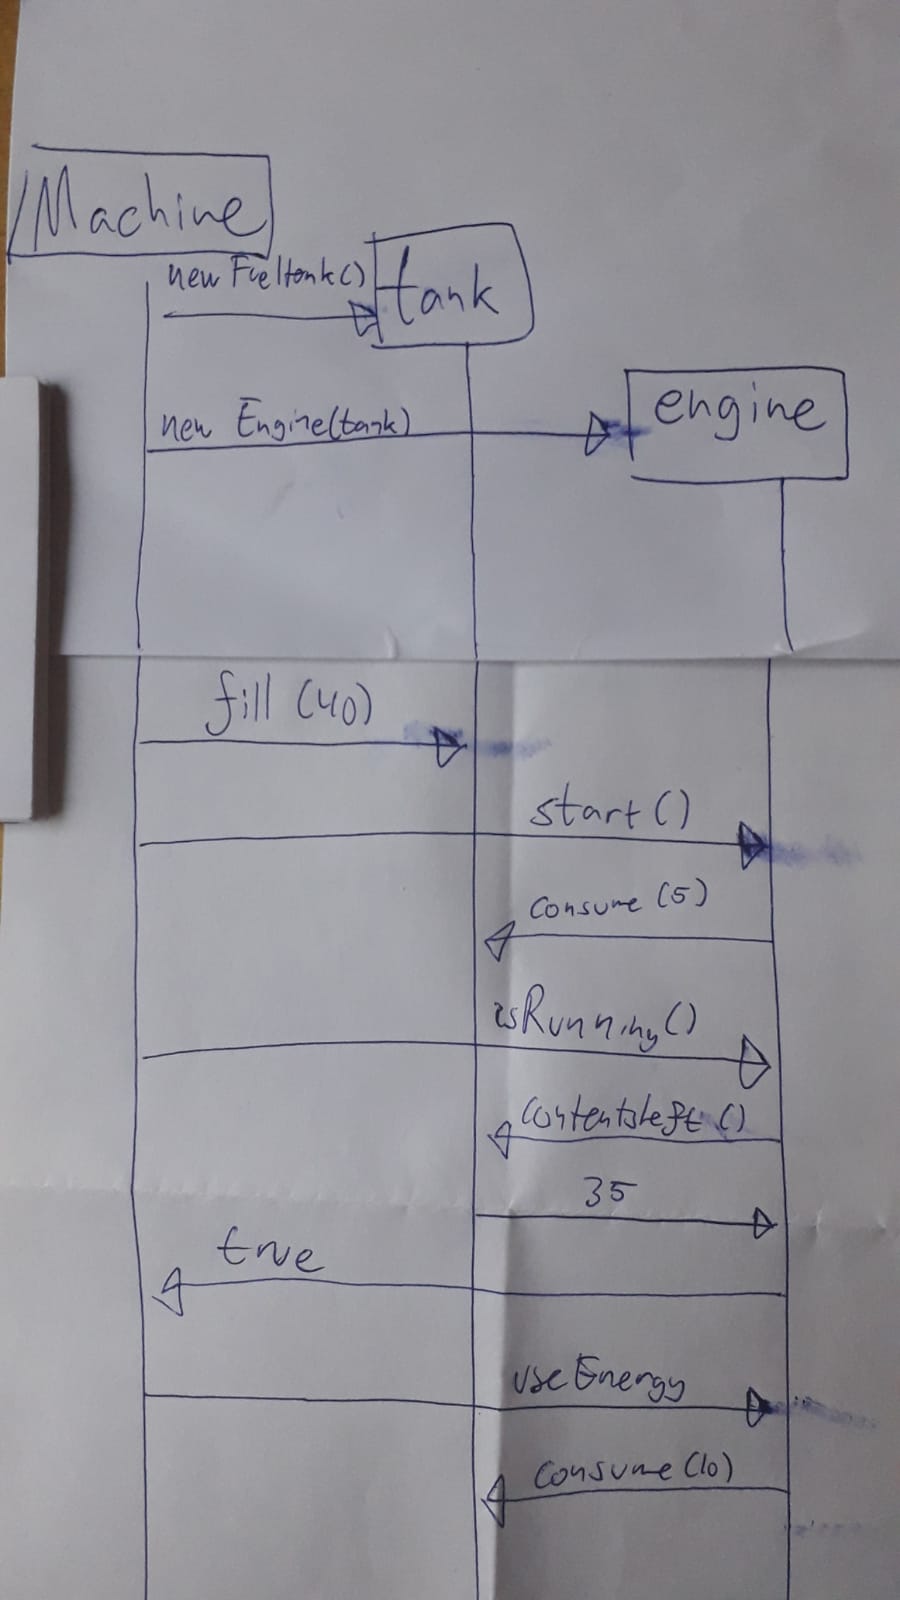 Machine
new Fueltank()
tank
new Engine(tank)
engine
fill (40)
start ()
consume (5)
isRunning()
contentsLeft ()
35
true
useEnergy
consume (10)